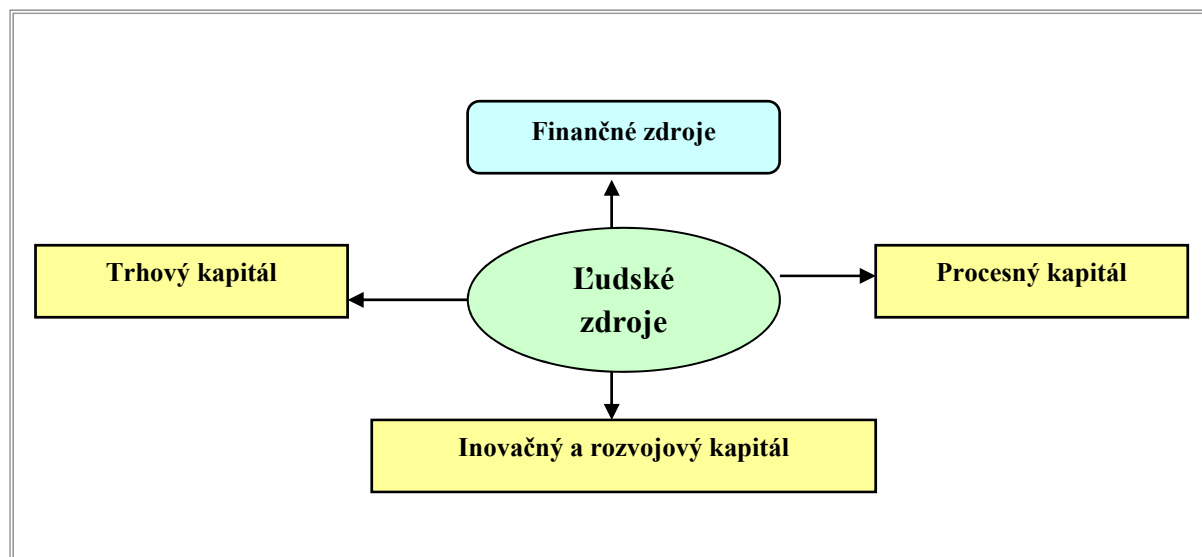 Finančné zdroje
Trhový kapitál
Ľudské
zdroje
Procesný kapitál
Inovačný a rozvojový kapitál